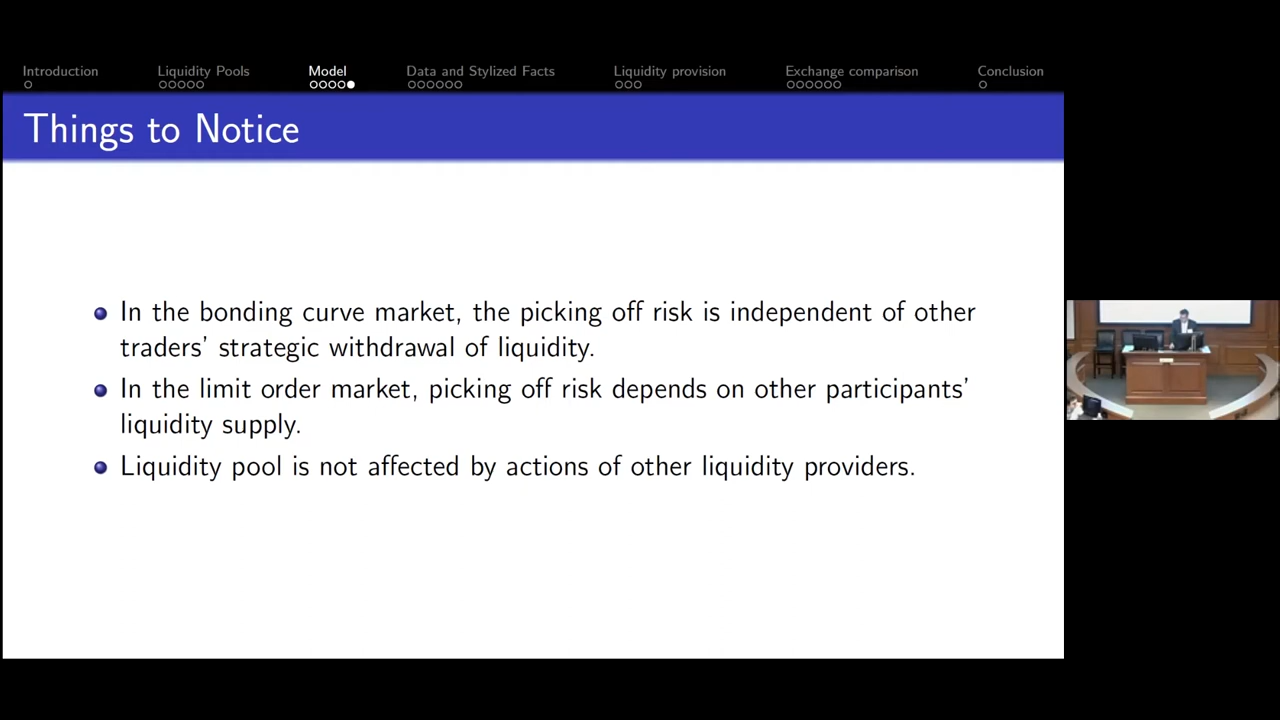 Introduction
Liquidity Pools
Model
Data and Stylized Facts
Liquidity provision
Exchange comparison
Conclusion
Things to Notice
In the bonding curve market, the picking off risk is independent of other
traders' strategic withdrawal of liquidity.
In the limit order market, picking off risk depends on other participants'
liquidity supply.
Liquidity pool is not affected by actions of other liquidity providers.